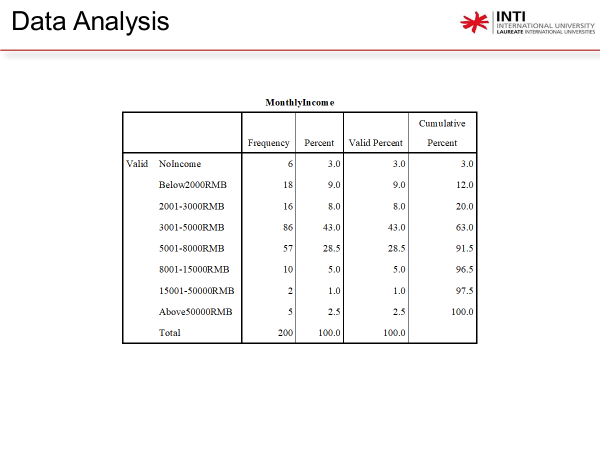 Data Analysis
INTI
INTERNATIONAL UNIVERSITY
LAUREATE INTERNATIONAL UNIVERSITIES
MonthlyIncome
Frequency Percent Valid Percent Cumulative Percent
Valid NoIncome 6 3.0 3.0 3.0
Below2000RMB 18 9.0 9.0 12.0
2001-3000RMB 16 8.0 8.0 20.0
3001-5000RMB 86 43.0 43.0 63.0
5001-8000RMB 57 28.5 28.5 91.5
8001-15000RMB 10 5.0 5.0 96.5
15001-50000RMB 2 1.0 1.0 97.5
Above50000RMB 5 2.5 2.5 100.0
Total 200 100.0 100.0